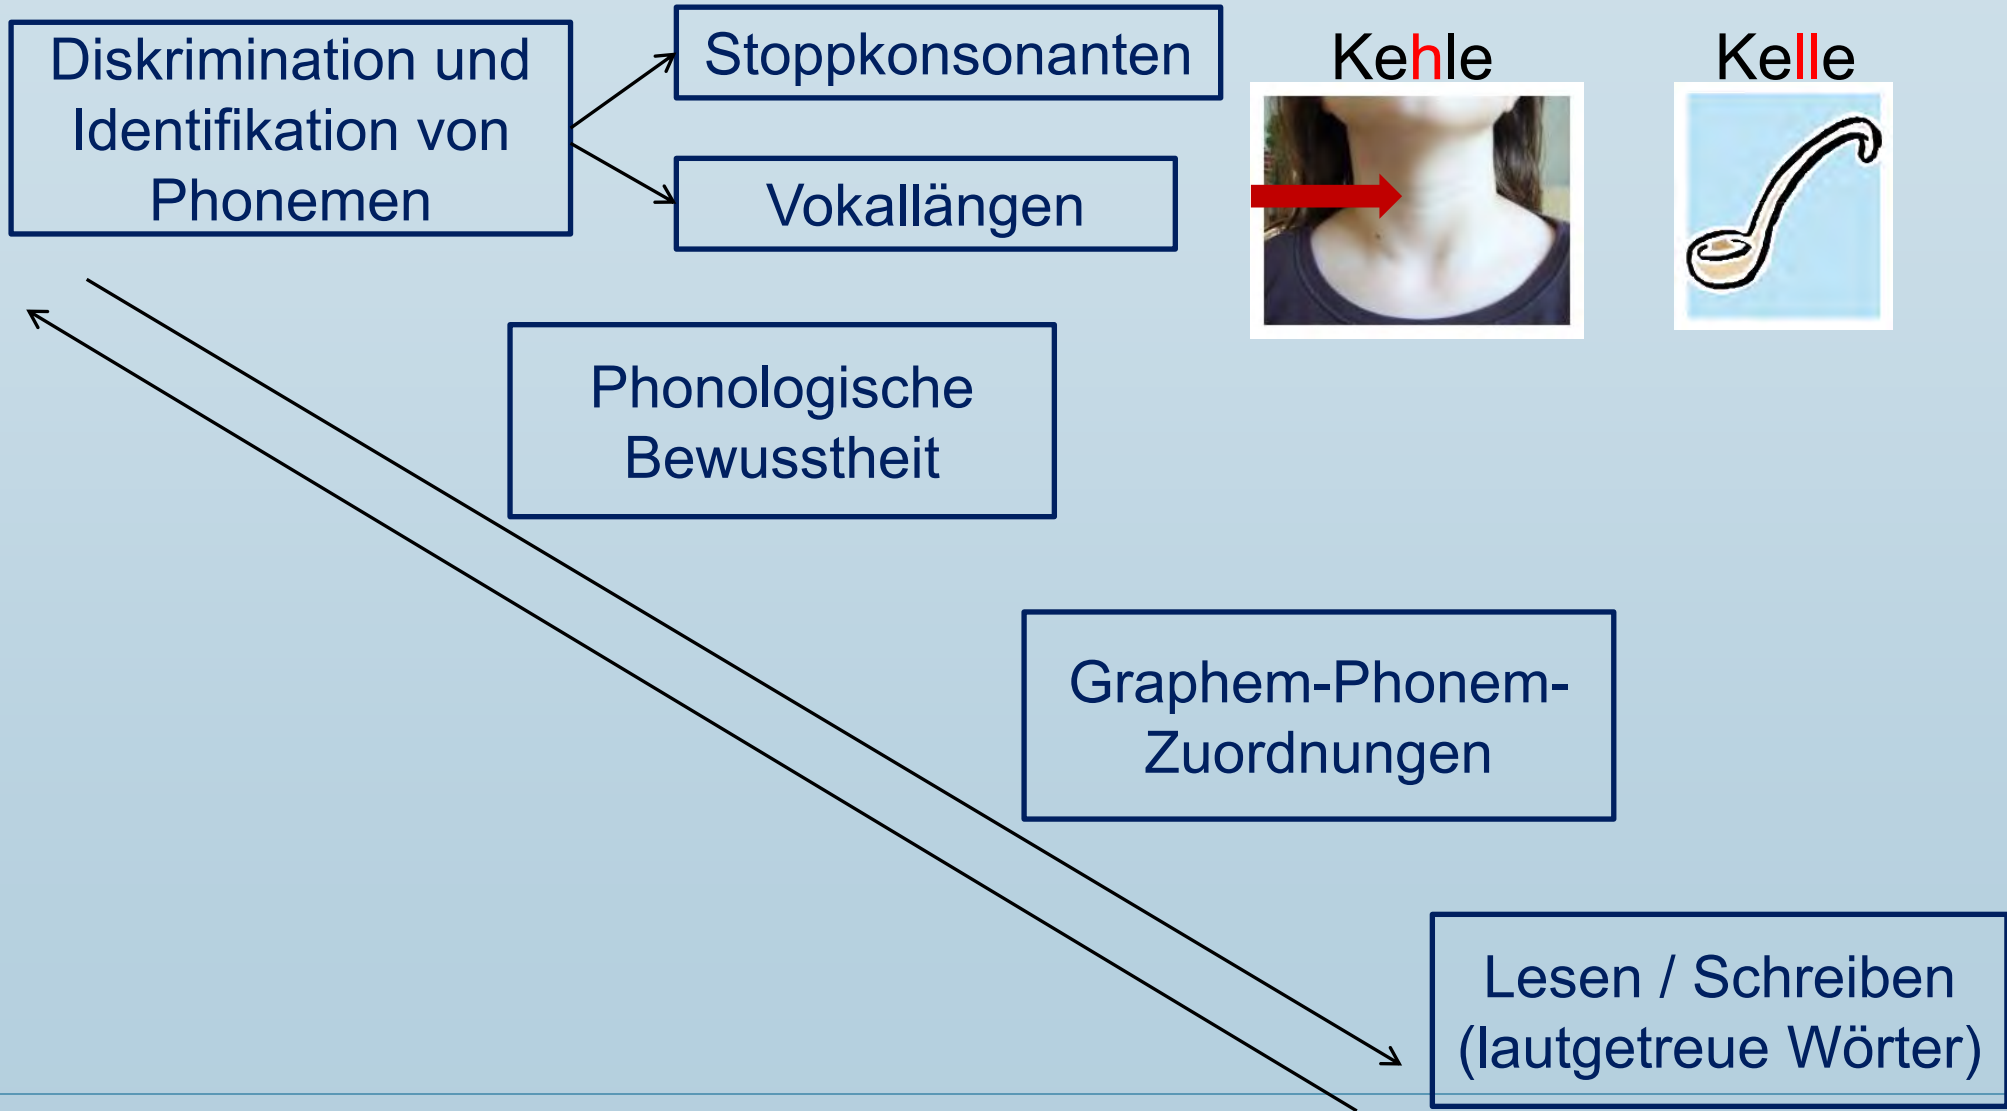 Diskrimination und
Identifikation von
Phonemen
Stoppkonsonanten
Vokallängen
Kehle
Kelle
Phonologische
Bewusstheit
Graphem-Phonem-
Zuordnungen
Lesen / Schreiben
(lautgetreue Wörter)